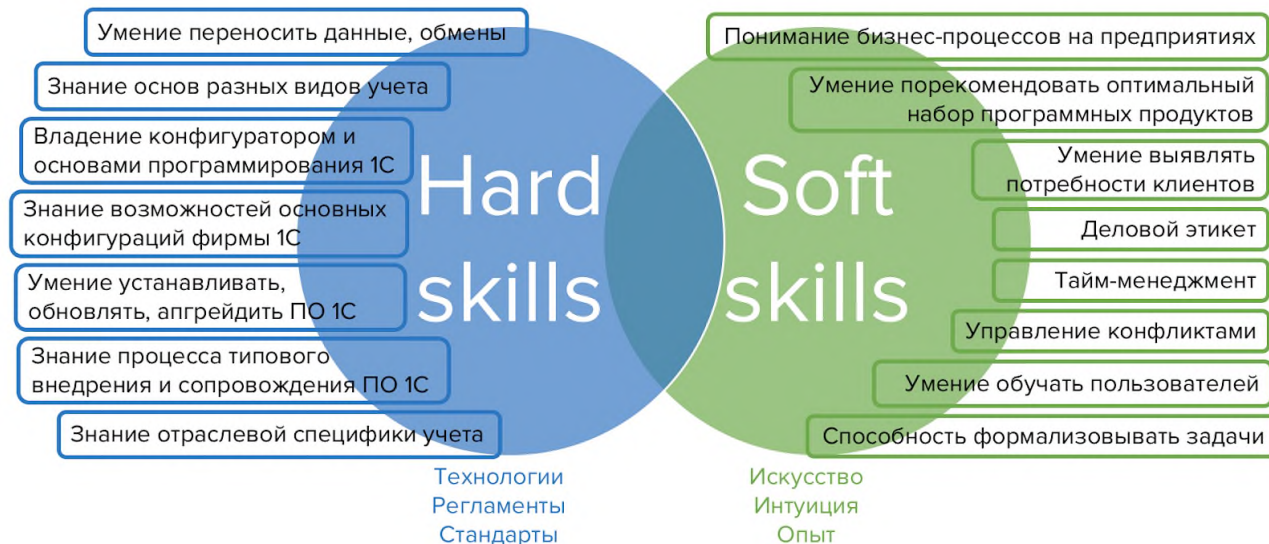 Умение переносить данные, обмены
Знание основ разных видов учета
Владение конфигуратором и
основами программирования 1С
Знание возможностей основных
конфигураций фирмы 1С
Умение устанавливать,
обновлять, апгрейдить ПО 1С
Знание процесса типового
внедрения и сопровождения ПО 1С
Знание отраслевой специфики учета
Hard
skills
Технологии
Регламенты
Стандарты
Soft
skills
Понимание бизнес-процессов на предприятиях
Умение порекомендовать оптимальный
набор программных продуктов
Умение выявлять
потребности клиентов
Деловой этикет
Тайм-менеджмент
Управление конфликтами
Умение обучать пользователей
Способность формализовывать задачи
Искусство
Интуиция
Опыт